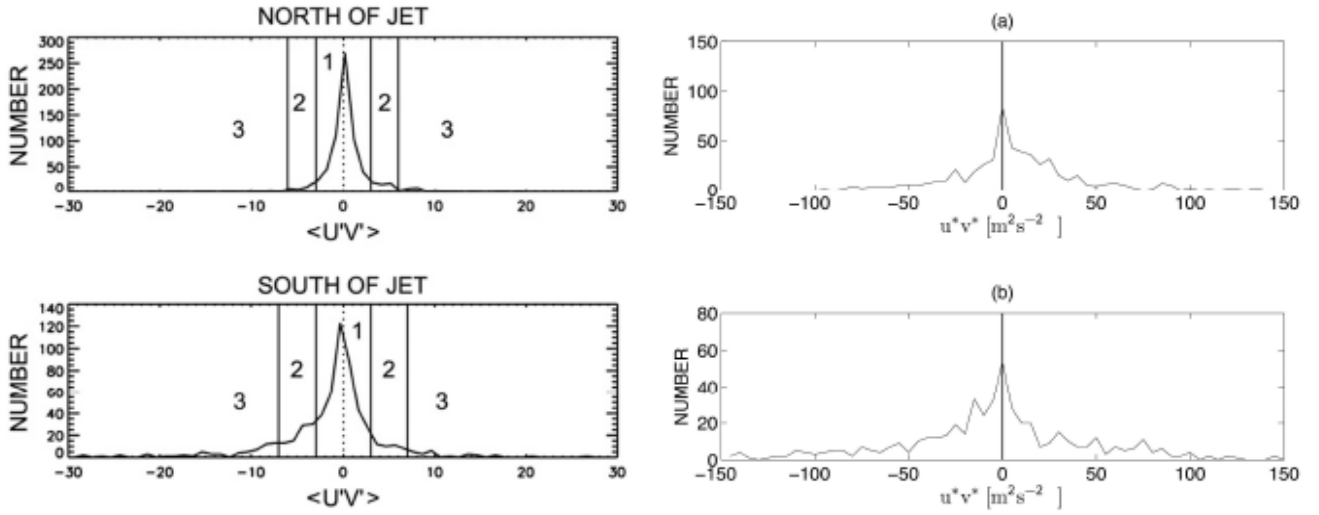 NORTH OF JET
NUMBER
300
250
200
150
100
50
0
3 2 1 2 3
-30 -20 -10 0 10 20 30
<U'V'>
(a)
NUMBER
150
100
50
0
-150 -100 -50 0 50 100 150
u*v* [m²s⁻² ]
SOUTH OF JET
NUMBER
140
120
100
80
60
40
20
0
3 2 1 2 3
-30 -20 -10 0 10 20 30
<U'V'>
(b)
NUMBER
80
60
40
20
0
-150 -100 -50 0 50 100 150
u*v* [m²s⁻² ]